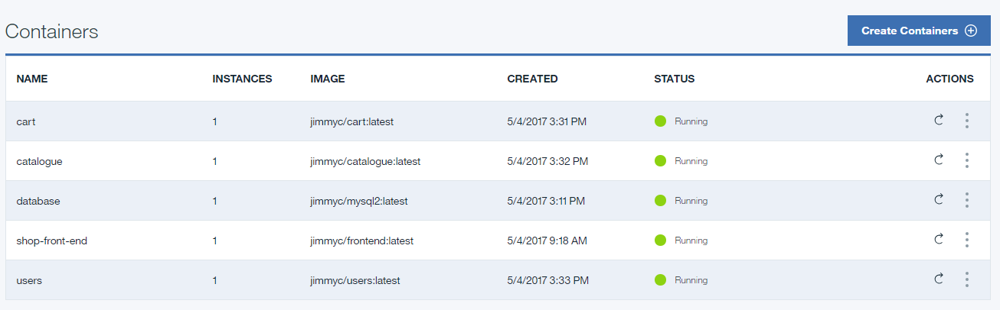 Containers
Create Containers
NAME INSTANCES IMAGE CREATED STATUS ACTIONS
cart 1 jimmyc/cart:latest 5/4/2017 3:31 PM Running
catalogue 1 jimmyc/catalogue:latest 5/4/2017 3:32 PM Running
database 1 jimmyc/mysql2:latest 5/4/2017 3:11 PM Running
shop-front-end 1 jimmyc/frontend:latest 5/4/2017 9:18 AM Running
users 1 jimmyc/users:latest 5/4/2017 3:33 PM Running